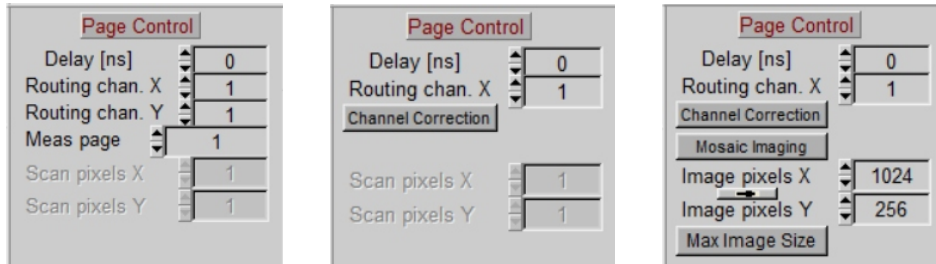 Page Control
Delay [ns] 0
Routing chan. X 1
Routing chan. Y 1
Meas page 1
Scan pixels X 1
Scan pixels Y 1
Page Control
Delay [ns] 0
Routing chan. X 1
Channel Correction
Scan pixels X 1
Scan pixels Y 1
Page Control
Delay [ns] 0
Routing chan. X 1
Channel Correction
Mosaic Imaging
Image pixels X 1024
Image pixels Y 256
Max Image Size